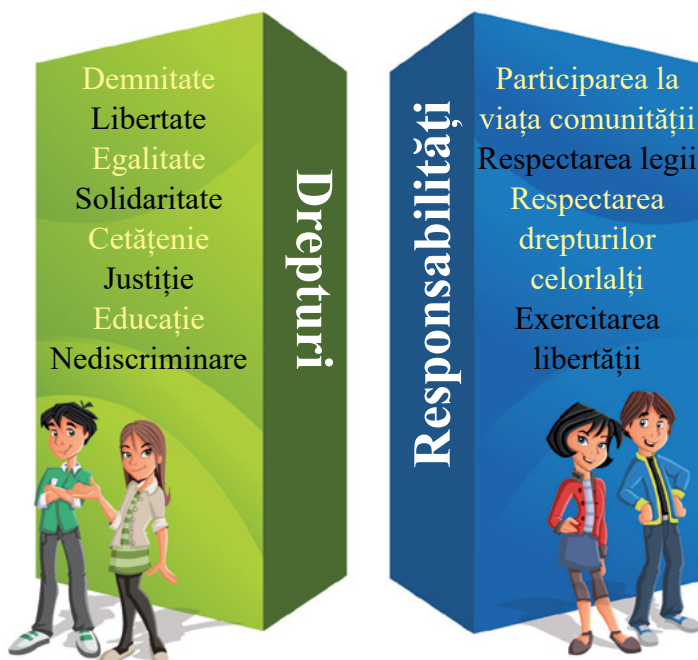 Demnitate
Libertate
Egalitate
Solidaritate
Cetățenie
Justiție
Educație
Nediscriminare
Drepturi
Responsabilități
Participarea la
viața comunității
Respectarea legii
Respectarea
drepturilor
celorlalți
Exercitarea
libertății